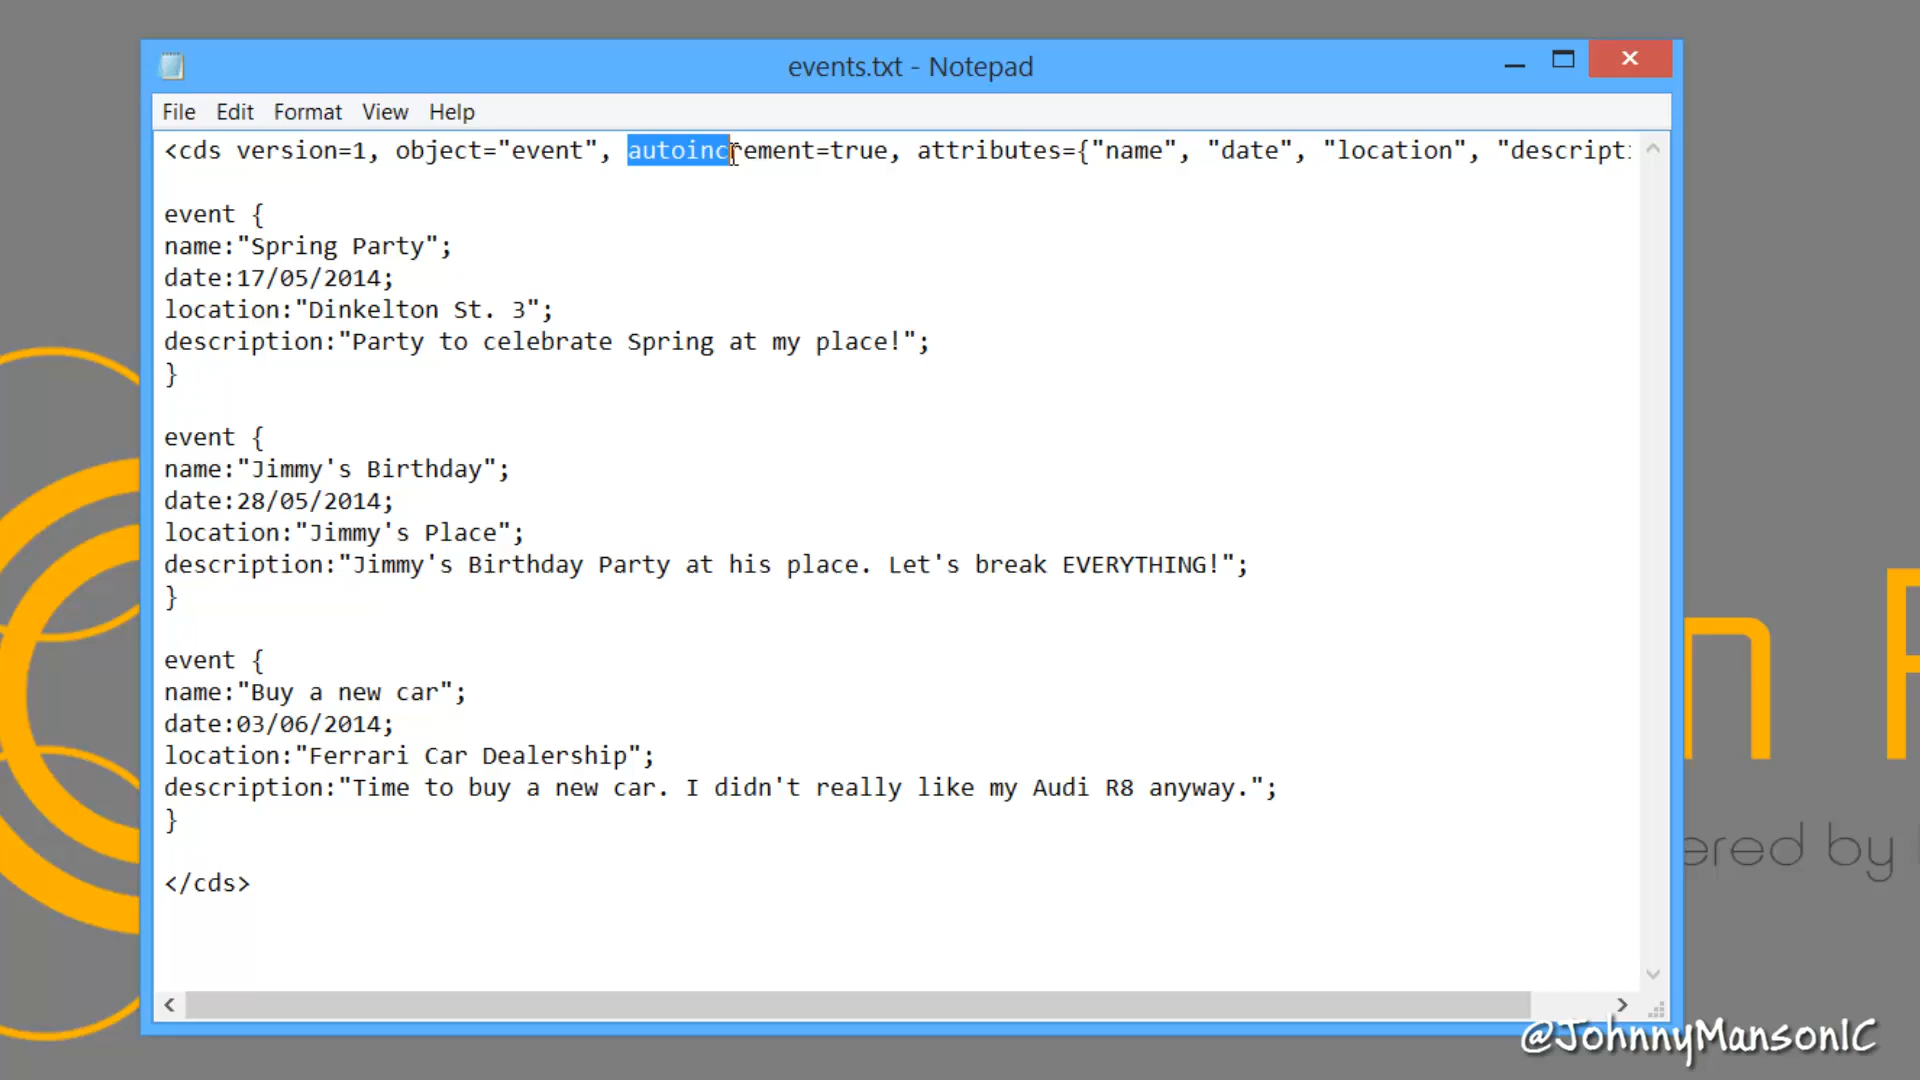 events.txt - Notepad
File Edit Format View Help
<cds version=1, object="event", autoincrement=true, attributes={"name", "date", "location", "descript
event {
name:"Spring Party";
date:17/05/2014;
location:"Dinkelton St. 3";
description:"Party to celebrate Spring at my place!";
}
event {
name:"Jimmy's Birthday";
date:28/05/2014;
location:"Jimmy's Place";
description:"Jimmy's Birthday Party at his place. Let's break EVERYTHING!";
}
event {
name:"Buy a new car";
date:03/06/2014;
location:"Ferrari Car Dealership";
description:"Time to buy a new car. I didn't really like my Audi R8 anyway.";
}
</cds>
n
ered by
@JohnnyMansonIC